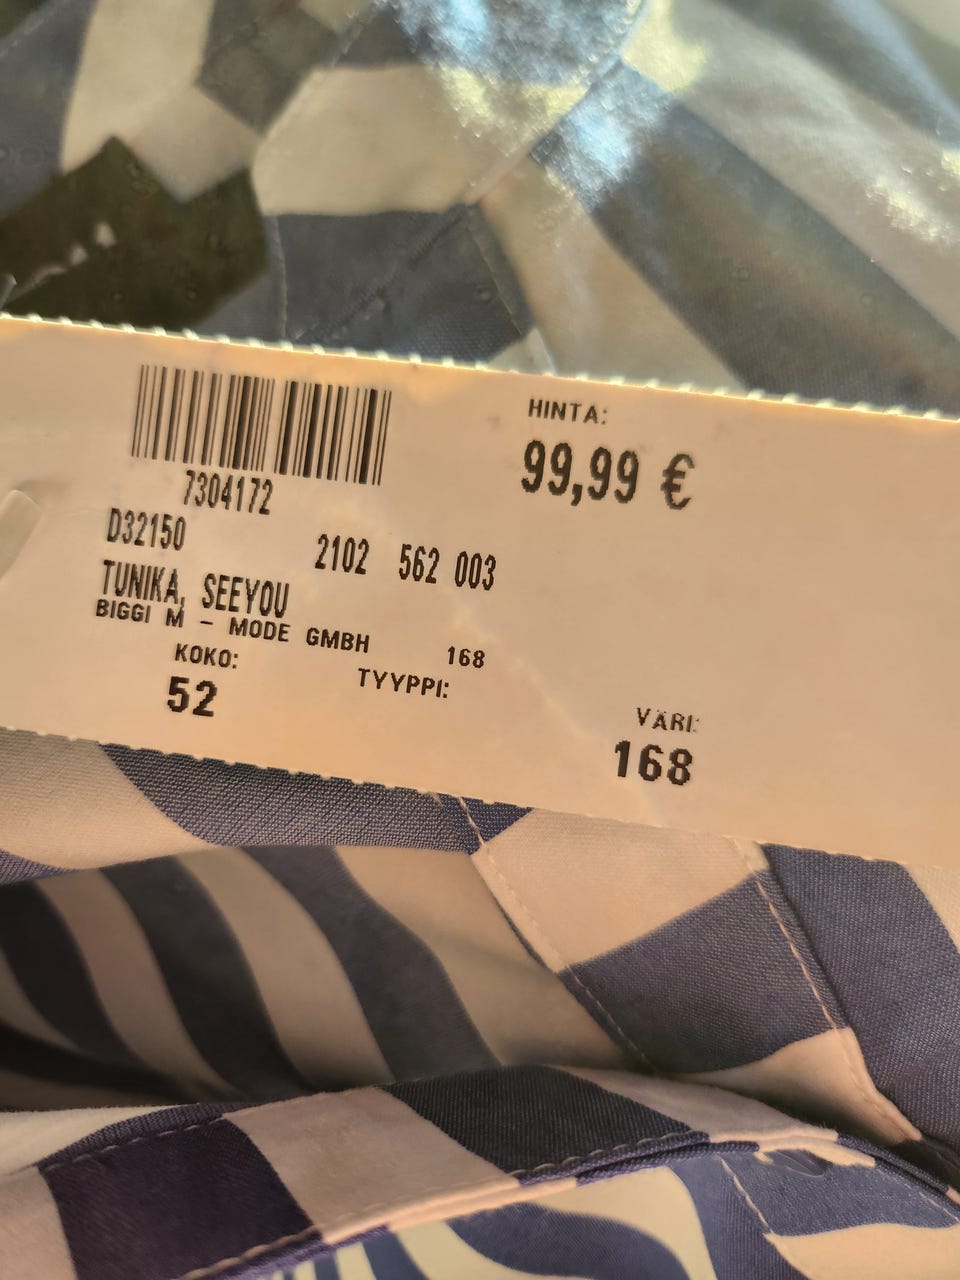 HINTA:
99,99 €
7304172
D32150
2102 562 003
TUNIKA, SEEYOU
BIGGI M - MODE GMBH 168
KOKO:
52
TYYPPI:
VÄRI:
168